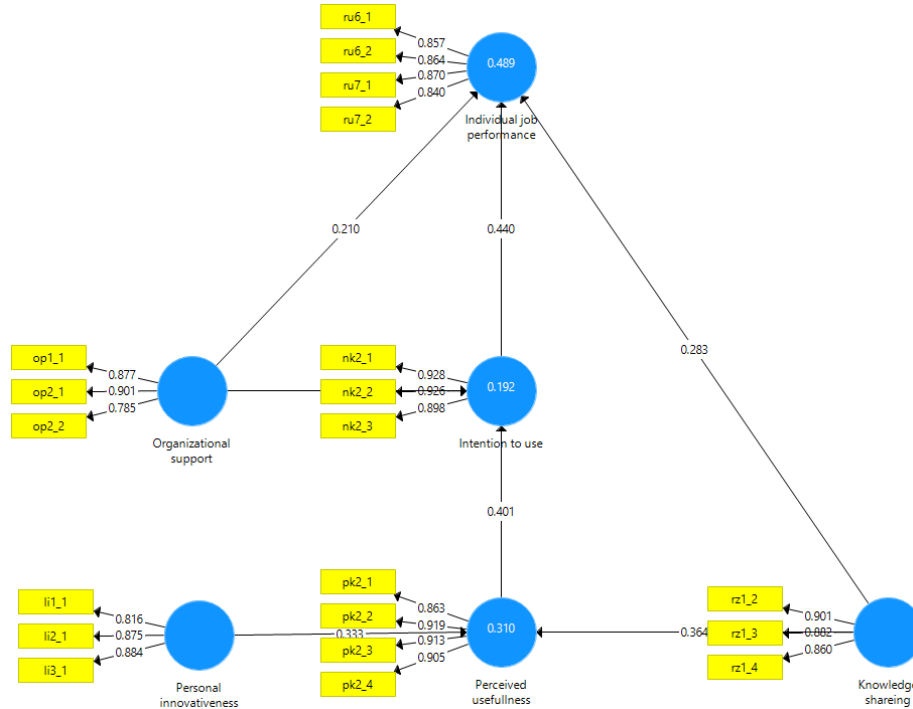 ru6_1
0.857
ru6_2
0.864
0.489
ru7_1
0.870
0.840
ru7_2
Individual job
performance
0.210
0.440
0.283
op1_1
0.877
op2_1
0.901
op2_2
0.785
Organizational
support
nk2_1
0.928
nk2_2
0.926
nk2_3
0.898
0.192
Intention to use
0.401
li1_1
0.816
li2_1
0.875
li3_1
0.884
Personal
innovativeness
0.333
pk2_1
0.863
pk2_2
0.919
pk2_3
0.913
pk2_4
0.905
0.310
Perceived
usefullness
0.364
rz1_2
0.901
rz1_3
0.882
rz1_4
0.860
Knowledge
shareing